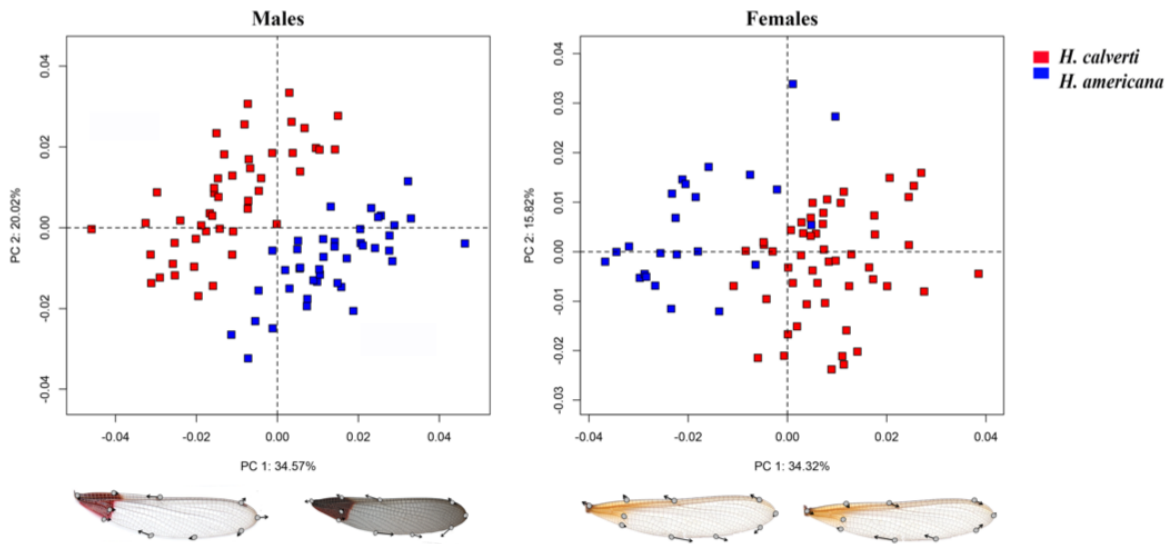 Males
Females
H. calverti
H. americana
PC 2: 20.02%
0.04
0.02
0.00
-0.02
-0.04
-0.04 -0.02 0.00 0.02 0.04
PC 1: 34.57%
PC 2: 15.82%
0.04
0.03
0.02
0.01
0.00
-0.01
-0.02
-0.03
-0.04 -0.02 0.00 0.02 0.04
PC 1: 34.32%